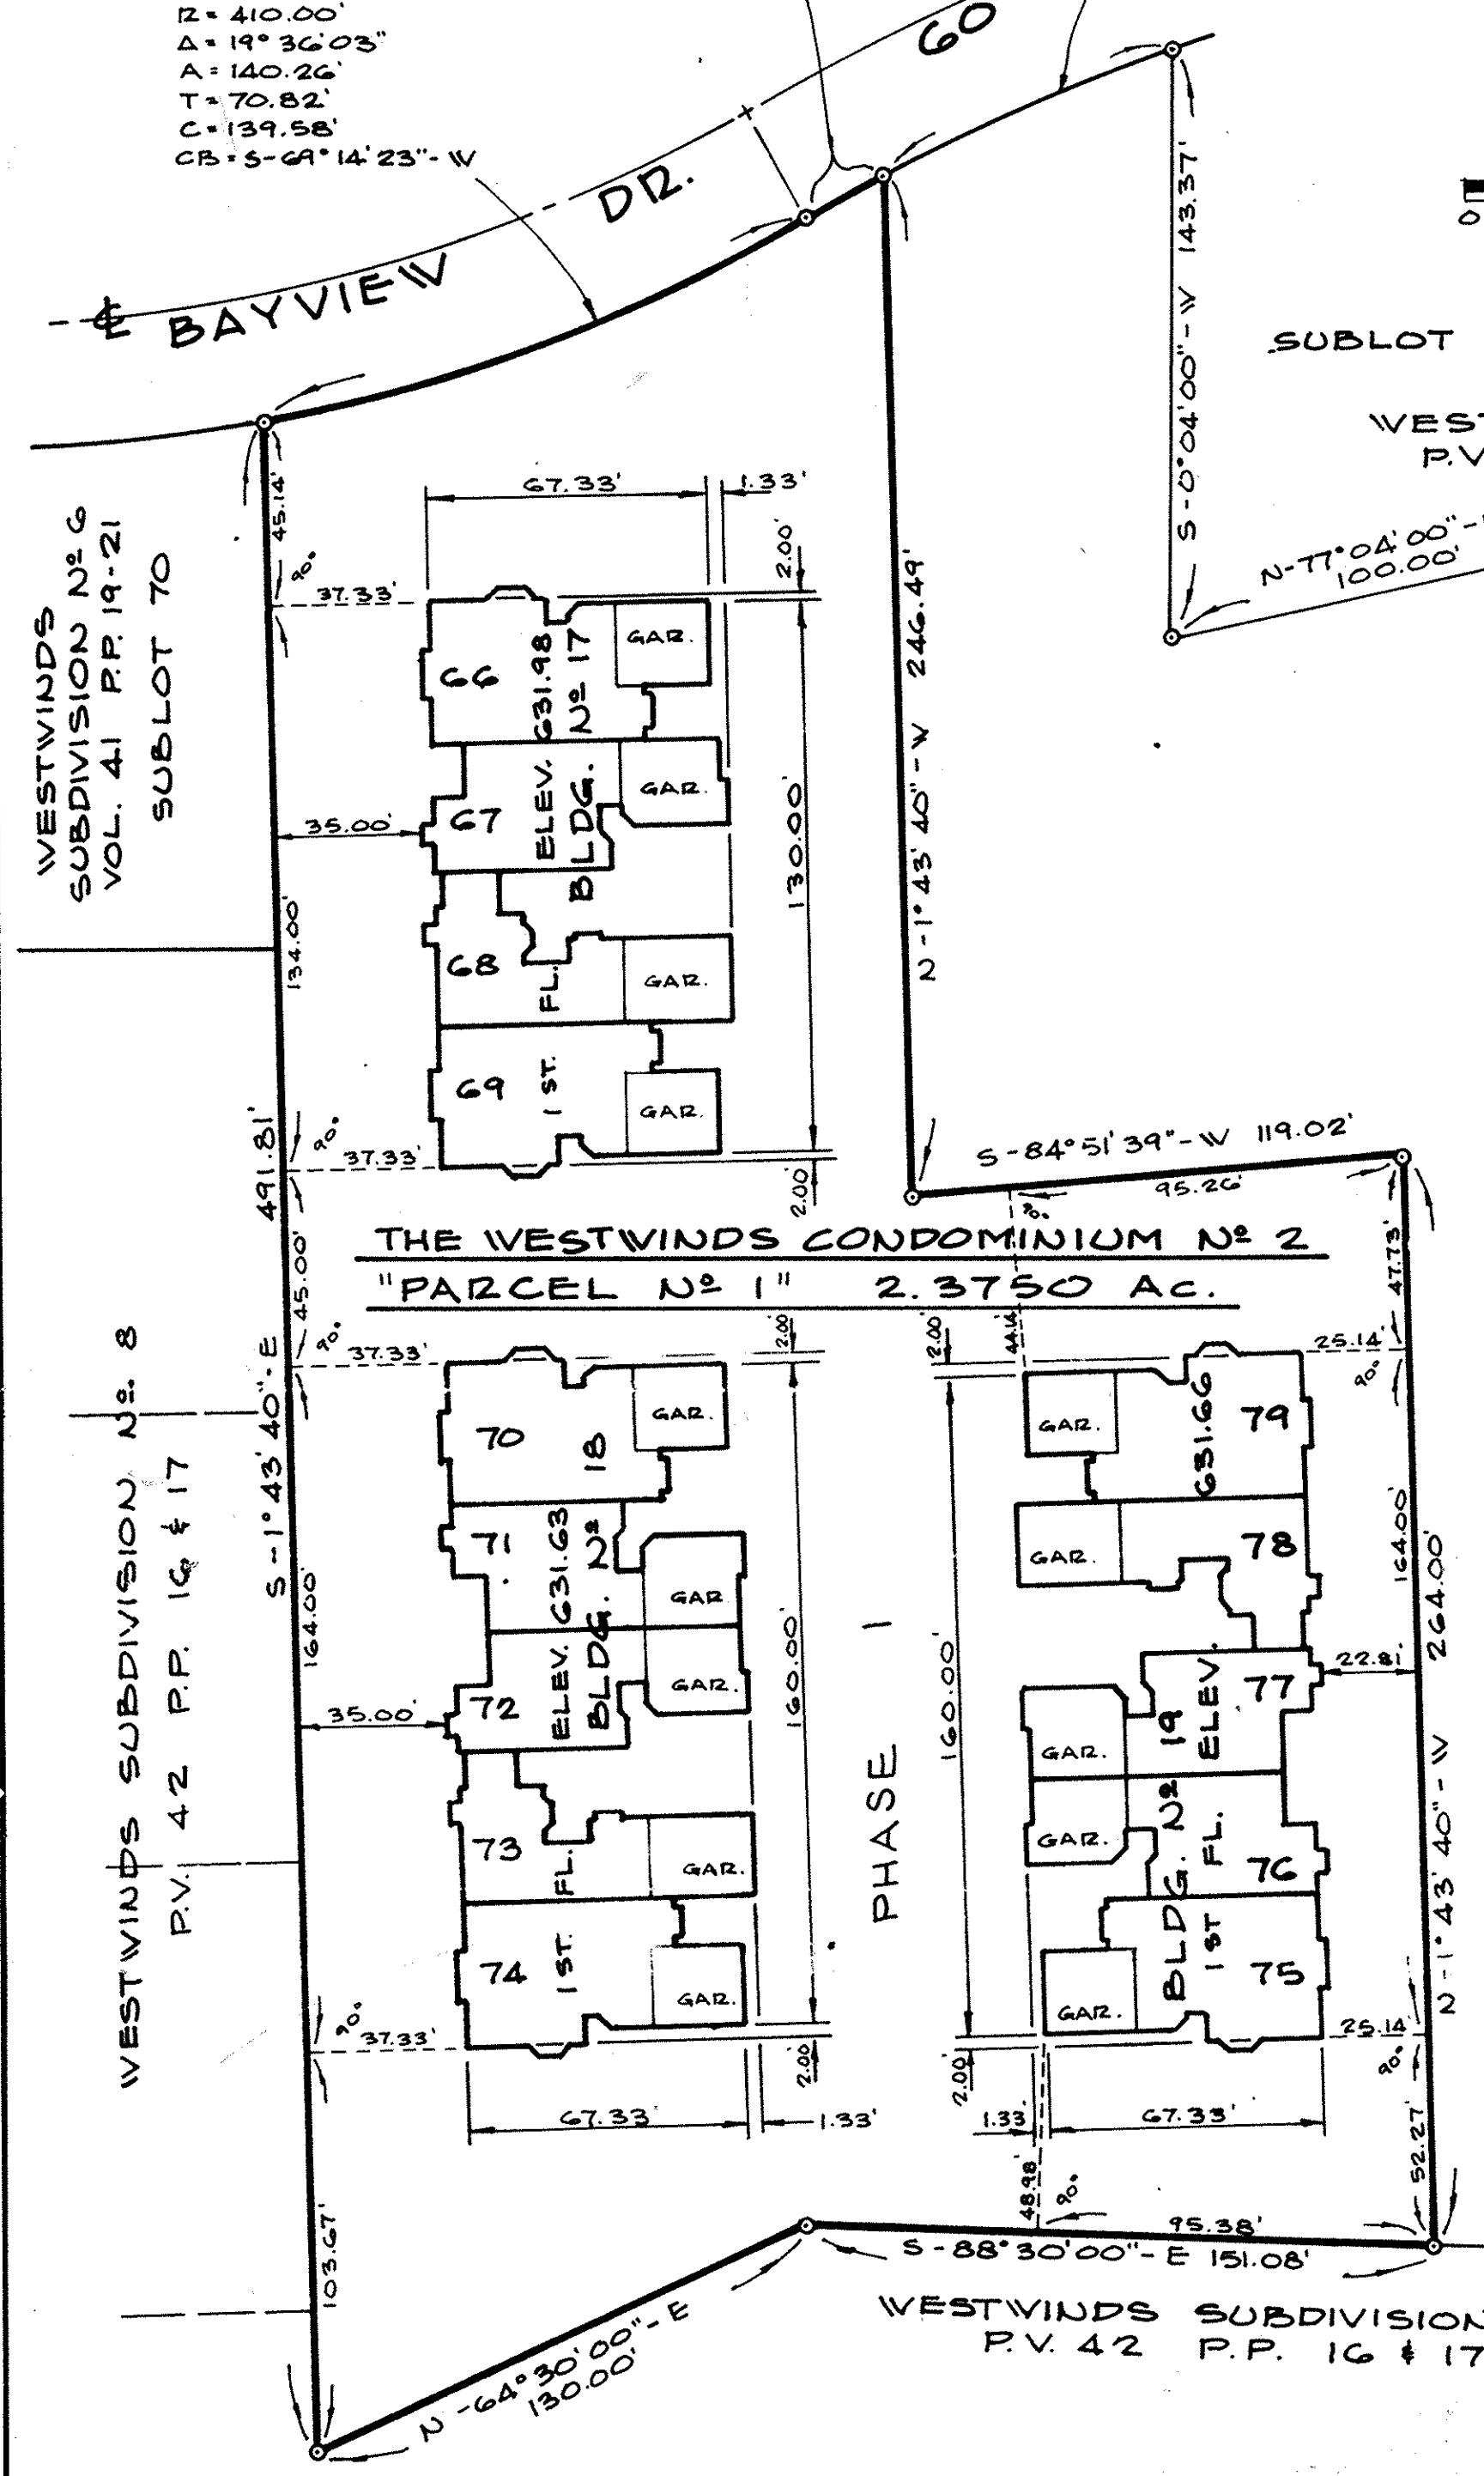 R = 410.00'
Δ = 19° 36' 03"
A = 140.26'
T = 70.82'
C = 139.58'
CB = S-69° 14' 23"-W
60
℄ BAYVIEW DR.
S-0°04'00"-W 143.37'
0
SUBLOT
WEST
P.V
N-77°04'00"-
100.00'
WESTWINDS
SUBDIVISION Nº 6
VOL. 41 P.P. 19-21
SUBLOT 70
45.14'
90°
37.33'
67.33'
1.33'
2.00'
66
67
68
69
GAR.
GAR.
GAR.
GAR.
1 ST. FL. ELEV. 631.98
BLDG. Nº 17
130.00'
35.00'
134.00'
90°
37.33'
2.00'
N-1° 43' 40"-W 246.49'
S-84° 51' 39"-W 119.02'
95.26'
90°
47.73'
THE WESTWINDS CONDOMINIUM Nº 2
"PARCEL Nº 1" 2.3750 AC.
S-1° 43' 40"-E 491.81'
45.00'
90°
37.33'
2.00'
2.00'
44.14'
25.14'
90°
WESTWINDS SUBDIVISION Nº. 8
P.V. 42 P.P. 16 & 17
70
71
72
73
74
GAR.
GAR.
GAR.
GAR.
GAR.
1 ST. FL. ELEV. 631.63
BLDG. Nº 18
160.00'
35.00'
164.00'
90°
37.33'
2.00'
67.33'
1.33'
103.67'
PHASE 1
160.00'
79
78
77
76
75
GAR.
GAR.
GAR.
GAR.
GAR.
BLDG. Nº 19
1 ST FL. ELEV. 631.66
22.81'
164.00'
N-1° 43' 40"-W 264.00'
25.14'
90°
2.00'
1.33'
67.33'
48.98'
90°
52.27'
95.38'
S-88° 30' 00"-E 151.08'
N-64° 30' 00"-E
130.00'
WESTWINDS SUBDIVISION
P.V. 42 P.P. 16 & 17